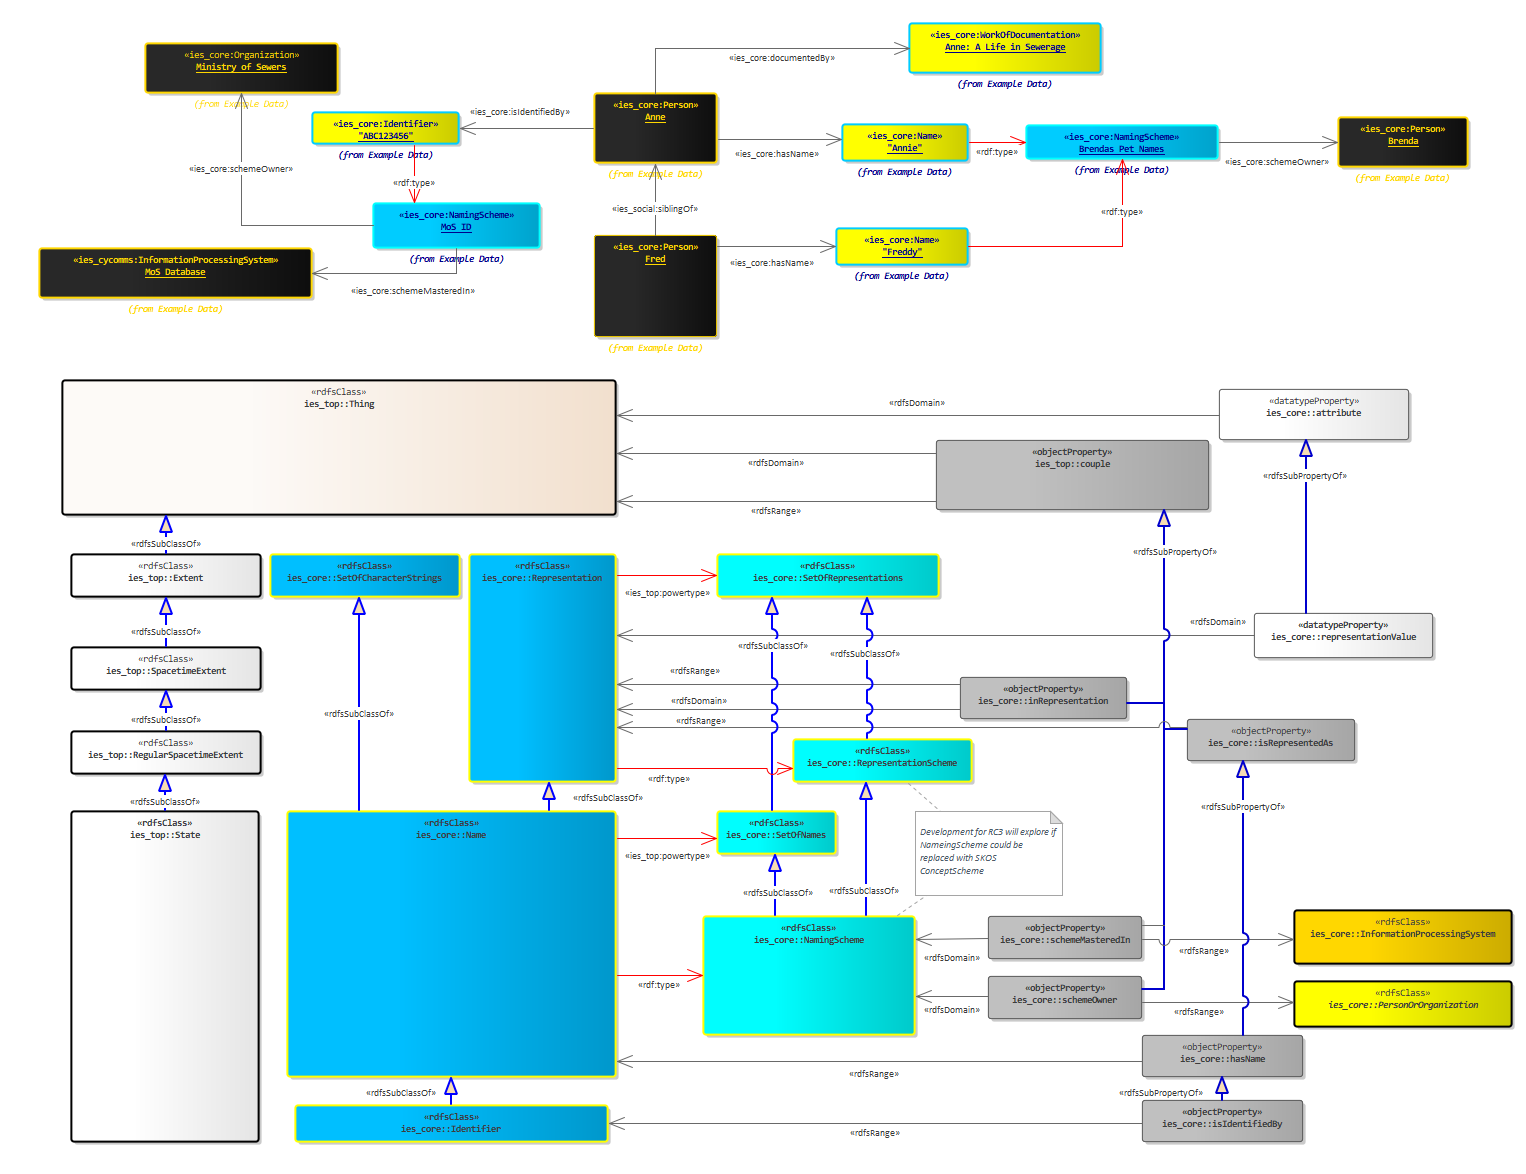 «ies_core:Organization»
Ministry of Sewers
(from Example Data)
«ies_core:WorkOfDocumentation»
Anne: A Life in Sewerage
(from Example Data)
«ies_core:documentedBy»
«ies_core:Person»
Anne
(from Example Data)
«ies_core:isIdentifiedBy»
«ies_core:Identifier»
"ABC123456"
(from Example Data)
«ies_core:hasName»
«ies_core:Name»
"Annie"
(from Example Data)
«rdf:type»
«ies_core:NamingScheme»
Brendas Pet Names
(from Example Data)
«ies_core:schemeOwner»
«ies_core:Person»
Brenda
(from Example Data)
«ies_core:schemeOwner»
«rdf:type»
«ies_core:NamingScheme»
MoS ID
(from Example Data)
«ies_social:siblingOf»
«rdf:type»
«ies_core:Person»
Fred
(from Example Data)
«ies_core:hasName»
«ies_core:Name»
"Freddy"
(from Example Data)
«ies_cycomms:InformationProcessingSystem»
MoS Database
(from Example Data)
«ies_core:schemeMasteredIn»
«rdfsClass»
ies_top::Thing
«rdfsDomain»
«datatypeProperty»
ies_core::attribute
«rdfsDomain»
«objectProperty»
ies_top::couple
«rdfsRange»
«rdfsSubPropertyOf»
«rdfsSubClassOf»
«rdfsSubPropertyOf»
«rdfsClass»
ies_top::Extent
«rdfsClass»
ies_core::SetOfCharacterStrings
«rdfsClass»
ies_core::Representation
«ies_top:powertype»
«rdfsClass»
ies_core::SetOfRepresentations
«rdfsSubClassOf»
«rdfsDomain»
«datatypeProperty»
ies_core::representationValue
«rdfsSubClassOf»
«rdfsSubClassOf»
«rdfsClass»
ies_top::SpacetimeExtent
«rdfsRange»
«rdfsDomain»
«rdfsRange»
«objectProperty»
ies_core::inRepresentation
«rdfsSubClassOf»
«rdfsSubClassOf»
«objectProperty»
ies_core::isRepresentedAs
«rdfsClass»
ies_top::RegularSpacetimeExtent
«rdfsClass»
ies_core::RepresentationScheme
«rdf:type»
«rdfsSubClassOf»
«rdfsSubClassOf»
«rdfsSubPropertyOf»
«rdfsClass»
ies_top::State
«rdfsClass»
ies_core::Name
«ies_top:powertype»
«rdfsClass»
ies_core::SetOfNames
Development for RC3 will explore if
NameingScheme could be
replaced with SKOS
ConceptScheme
«rdfsSubClassOf»
«rdfsSubClassOf»
«rdfsClass»
ies_core::NamingScheme
«rdf:type»
«rdfsDomain»
«objectProperty»
ies_core::schemeMasteredIn
«rdfsRange»
«rdfsClass»
ies_core::InformationProcessingSystem
«rdfsDomain»
«objectProperty»
ies_core::schemeOwner
«rdfsRange»
«rdfsClass»
ies_core::PersonOrOrganization
«rdfsRange»
«objectProperty»
ies_core::hasName
«rdfsSubClassOf»
«rdfsSubPropertyOf»
«rdfsClass»
ies_core::Identifier
«rdfsRange»
«objectProperty»
ies_core::isIdentifiedBy